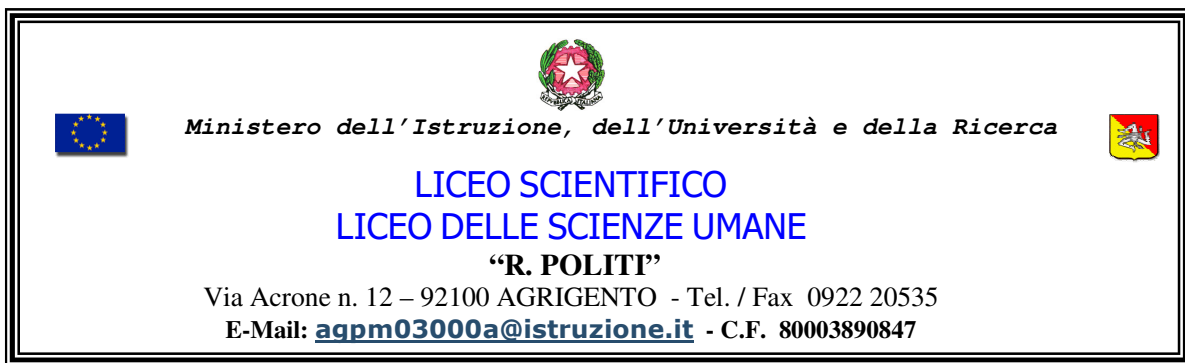 Ministero dell'Istruzione, dell'Università e della Ricerca
LICEO SCIENTIFICO
LICEO DELLE SCIENZE UMANE
“R. POLITI”
Via Acrone n. 12 – 92100 AGRIGENTO - Tel. / Fax 0922 20535
E-Mail: agpm03000a@istruzione.it - C.F. 80003890847